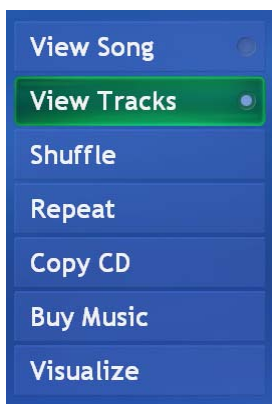 View Song
View Tracks
Shuffle
Repeat
Copy CD
Buy Music
Visualize